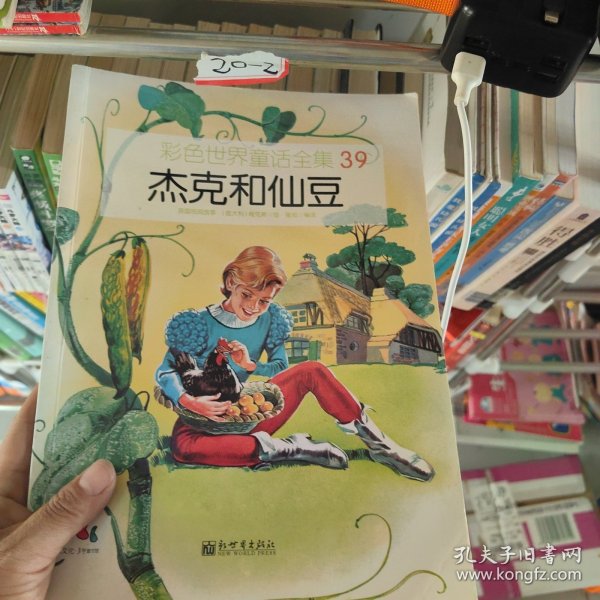 20-2
彩色世界童话全集 39
杰克和仙豆
新世界出版社
NEW WORLD PRESS
孔夫子旧书网
www.kongfz.com